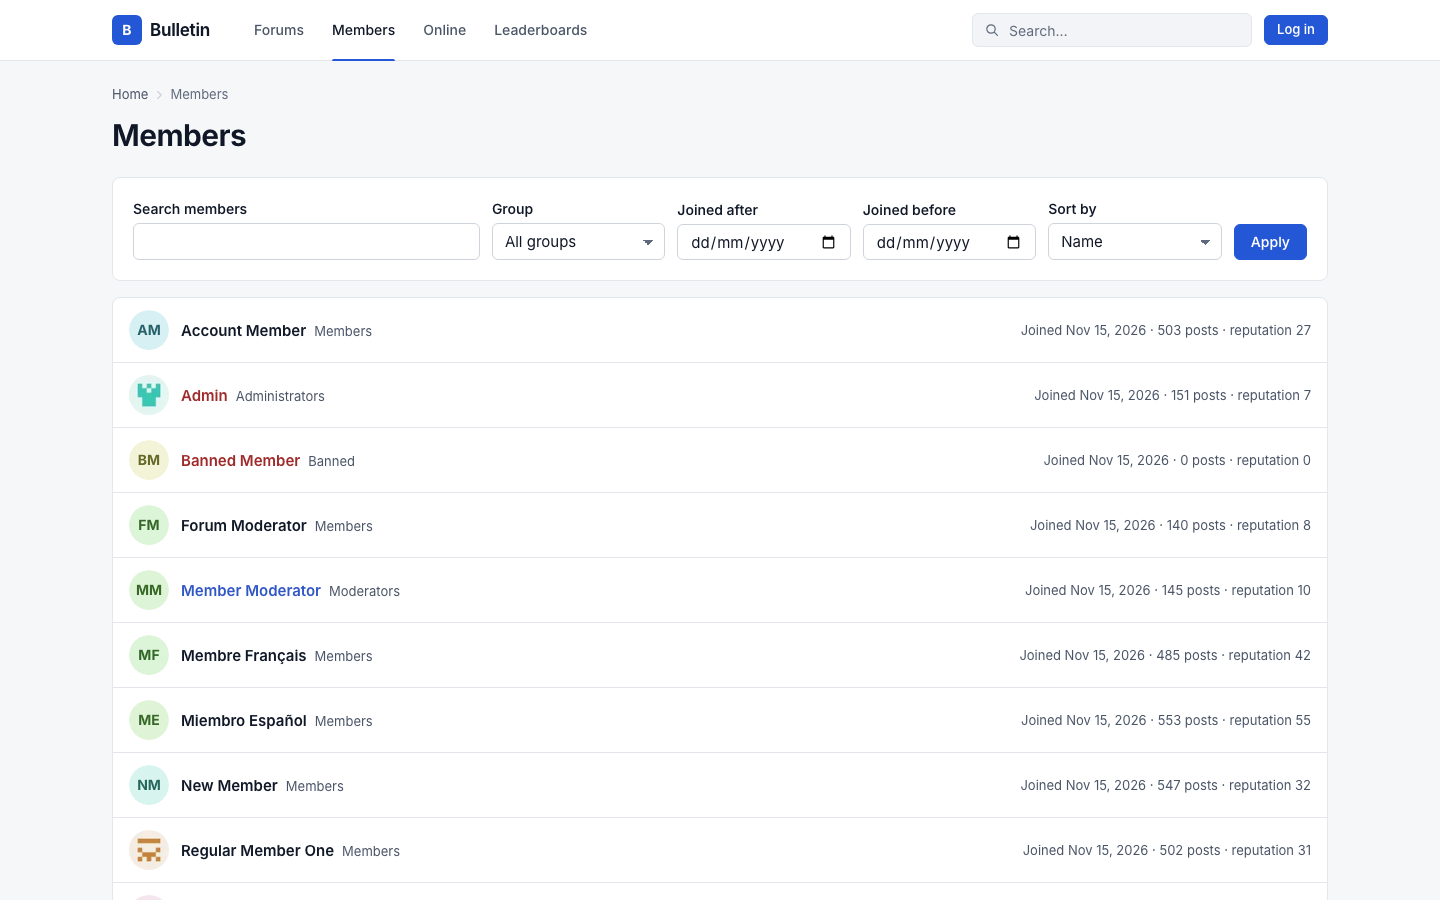 B Bulletin Forums Members Online Leaderboards Search... Log in
Home Members
Members
Search members Group Joined after Joined before Sort by
All groups dd/mm/yyyy dd/mm/yyyy Name Apply
AM Account Member Members Joined Nov 15, 2026 · 503 posts · reputation 27
Admin Administrators Joined Nov 15, 2026 · 151 posts · reputation 7
BM Banned Member Banned Joined Nov 15, 2026 · 0 posts · reputation 0
FM Forum Moderator Members Joined Nov 15, 2026 · 140 posts · reputation 8
MM Member Moderator Moderators Joined Nov 15, 2026 · 145 posts · reputation 10
MF Membre Français Members Joined Nov 15, 2026 · 485 posts · reputation 42
ME Miembro Español Members Joined Nov 15, 2026 · 553 posts · reputation 55
NM New Member Members Joined Nov 15, 2026 · 547 posts · reputation 32
Regular Member One Members Joined Nov 15, 2026 · 502 posts · reputation 31